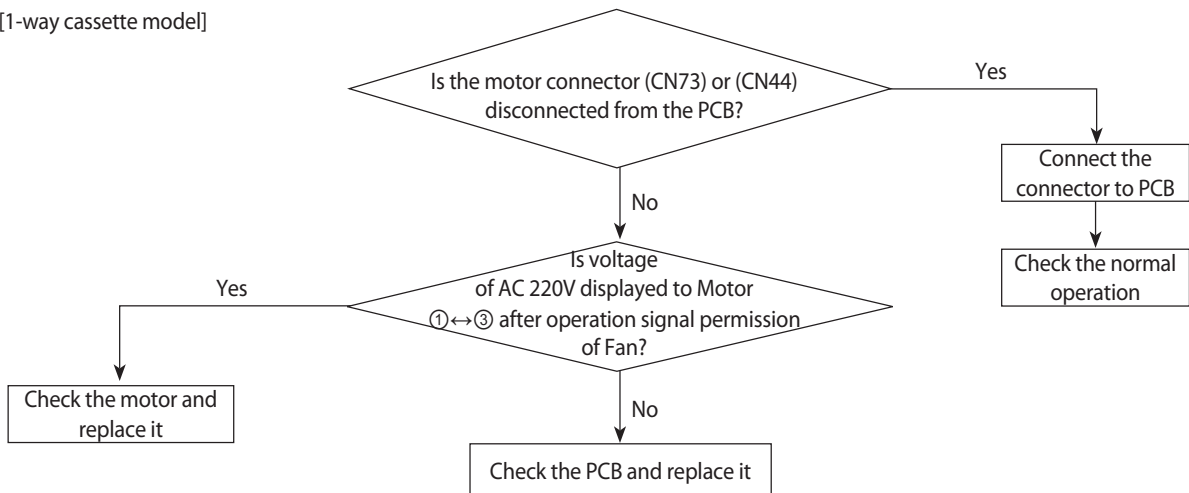 [1-way cassette model]
Is the motor connector (CN73) or (CN44)
disconnected from the PCB?
Yes
Connect the
connector to PCB
Check the normal
operation
No
Is voltage
of AC 220V displayed to Motor
①↔③ after operation signal permission
of Fan?
Yes
Check the motor and
replace it
No
Check the PCB and replace it